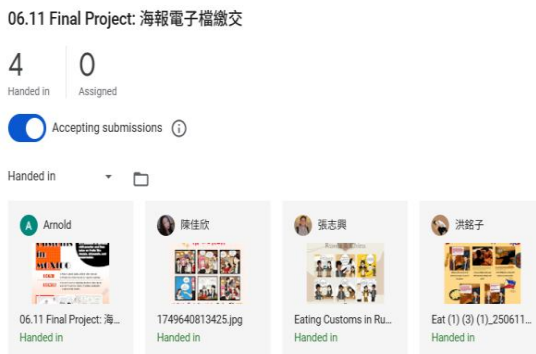 06.11 Final Project: 海報電子檔繳交
4
0
Handed in
Assigned
Accepting submissions
Handed in
A
Arnold
陳佳欣
張志興
洪銘子
MEXICO
06.11 Final Project: 海...
1749640813425.jpg
Eating Customs in Ru...
Eat (1) (3) (1)_250611...
Handed in
Handed in
Handed in
Handed in